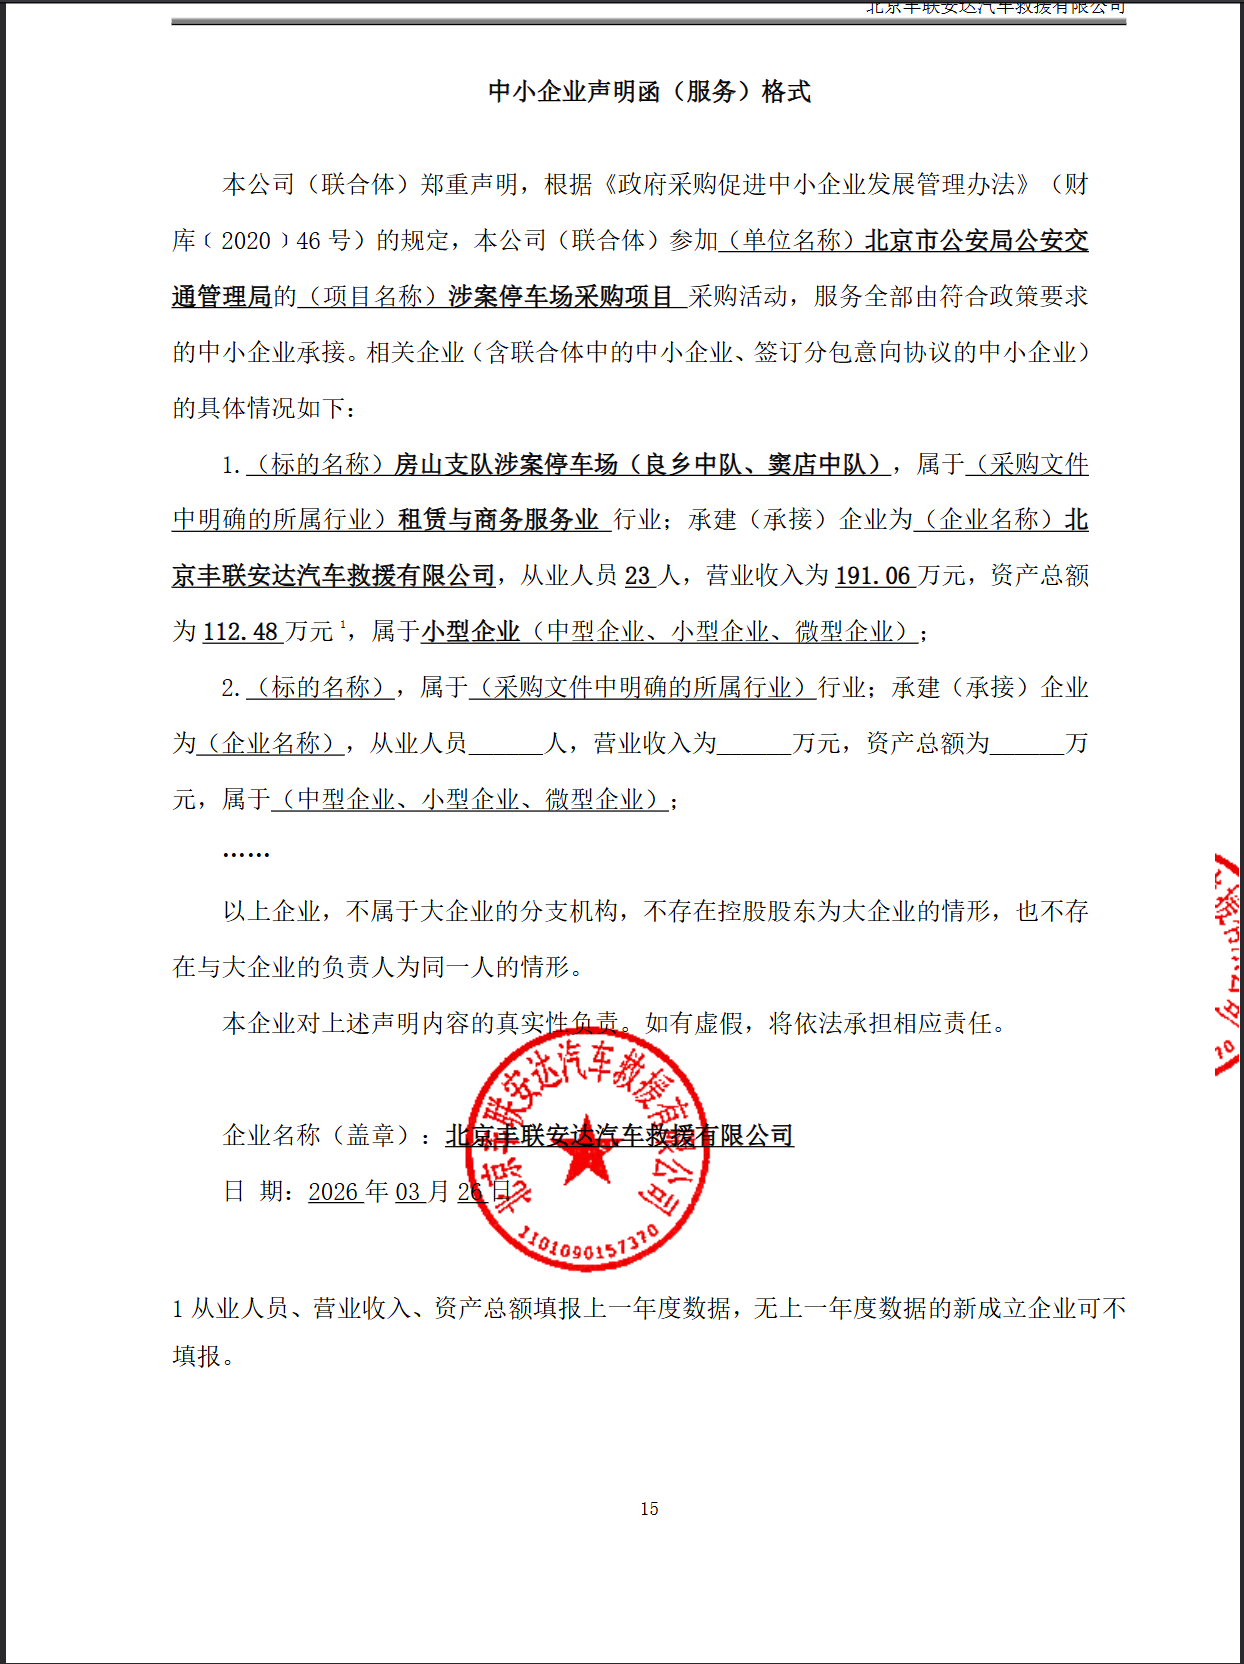 北京丰联安达汽车救援有限公司
中小企业声明函（服务）格式
本公司（联合体）郑重声明，根据《政府采购促进中小企业发展管理办法》（财
库﹝2020﹞46 号）的规定，本公司（联合体）参加（单位名称）北京市公安局公安交
通管理局的（项目名称）涉案停车场采购项目 采购活动，服务全部由符合政策要求
的中小企业承接。相关企业（含联合体中的中小企业、签订分包意向协议的中小企业）
的具体情况如下：
1.（标的名称）房山支队涉案停车场（良乡中队、窦店中队），属于（采购文件
中明确的所属行业）租赁与商务服务业 行业；承建（承接）企业为（企业名称）北
京丰联安达汽车救援有限公司，从业人员 23 人，营业收入为 191.06 万元，资产总额
为 112.48 万元 1，属于小型企业（中型企业、小型企业、微型企业）；
2.（标的名称），属于（采购文件中明确的所属行业）行业；承建（承接）企业
为（企业名称），从业人员______人，营业收入为______万元，资产总额为______万
元，属于（中型企业、小型企业、微型企业）；
……
以上企业，不属于大企业的分支机构，不存在控股股东为大企业的情形，也不存
在与大企业的负责人为同一人的情形。
本企业对上述声明内容的真实性负责。如有虚假，将依法承担相应责任。
企业名称（盖章）：北京丰联安达汽车救援有限公司
日 期：2026 年 03 月 26 日
北京丰联安达汽车救援有限公司
1101090157370
1 从业人员、营业收入、资产总额填报上一年度数据，无上一年度数据的新成立企业可不
填报。
15